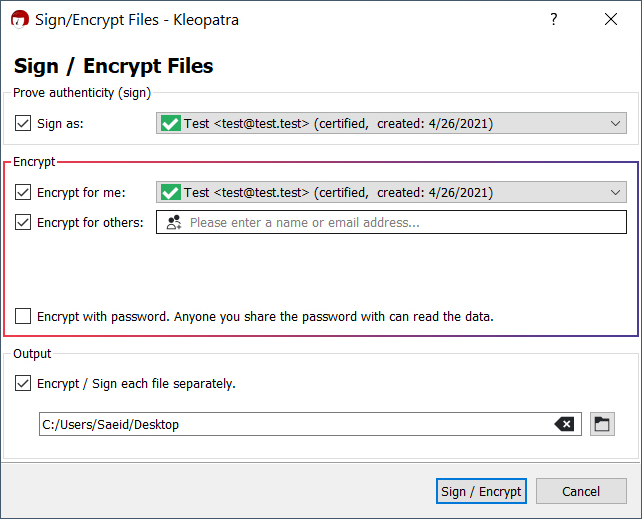 Sign/Encrypt Files - Kleopatra
Sign / Encrypt Files
Prove authenticity (sign)
Sign as:
Test <test@test.test> (certified, created: 4/26/2021)
Encrypt
Encrypt for me:
Test <test@test.test> (certified, created: 4/26/2021)
Encrypt for others:
Please enter a name or email address...
Encrypt with password. Anyone you share the password with can read the data.
Output
Encrypt / Sign each file separately.
C:/Users/Saeid/Desktop
Sign / Encrypt
Cancel